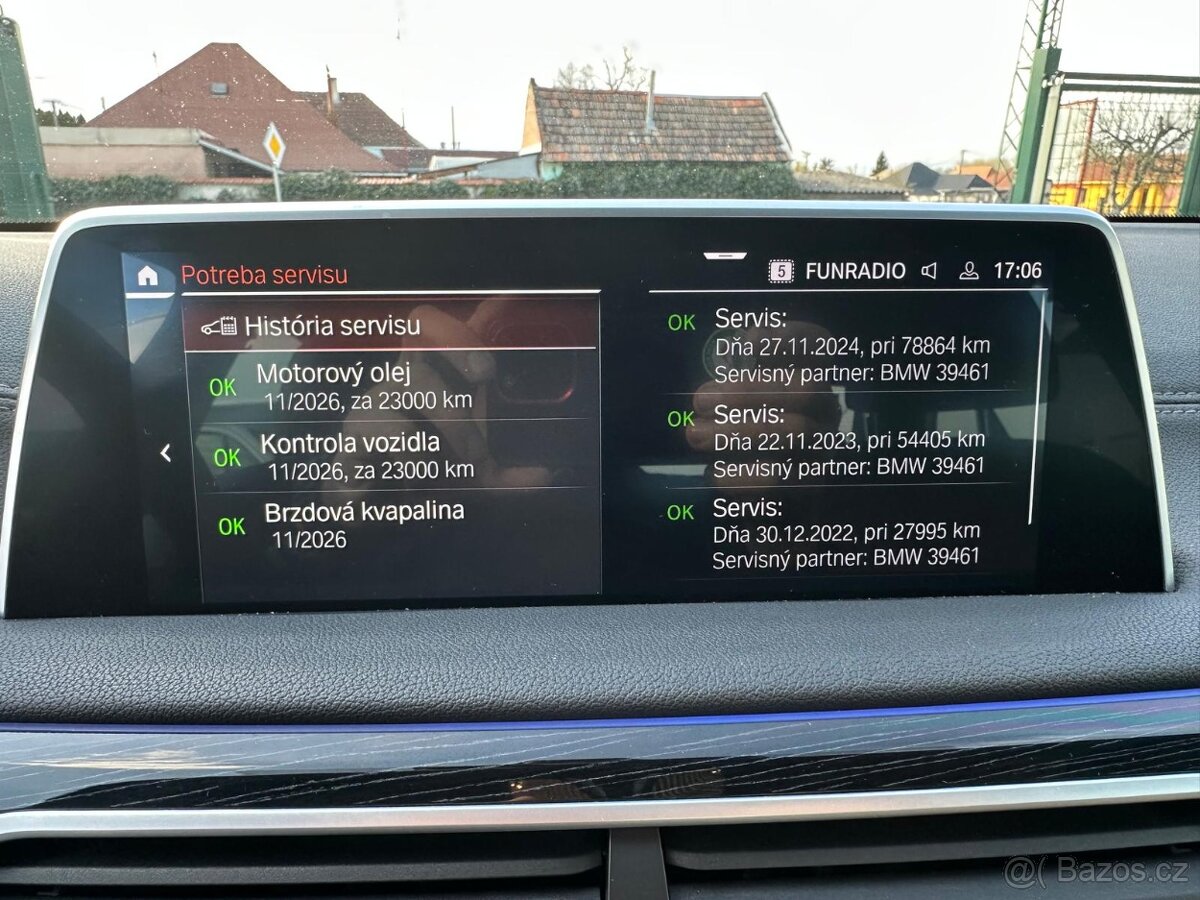 Potreba servisu
5 FUNRADIO 17:06
História servisu
OK Motorový olej
11/2026, za 23000 km
OK Kontrola vozidla
11/2026, za 23000 km
OK Brzdová kvapalina
11/2026
OK Servis:
Dňa 27.11.2024, pri 78864 km
Servisný partner: BMW 39461
OK Servis:
Dňa 22.11.2023, pri 54405 km
Servisný partner: BMW 39461
OK Servis:
Dňa 30.12.2022, pri 27995 km
Servisný partner: BMW 39461
Bazos.cz